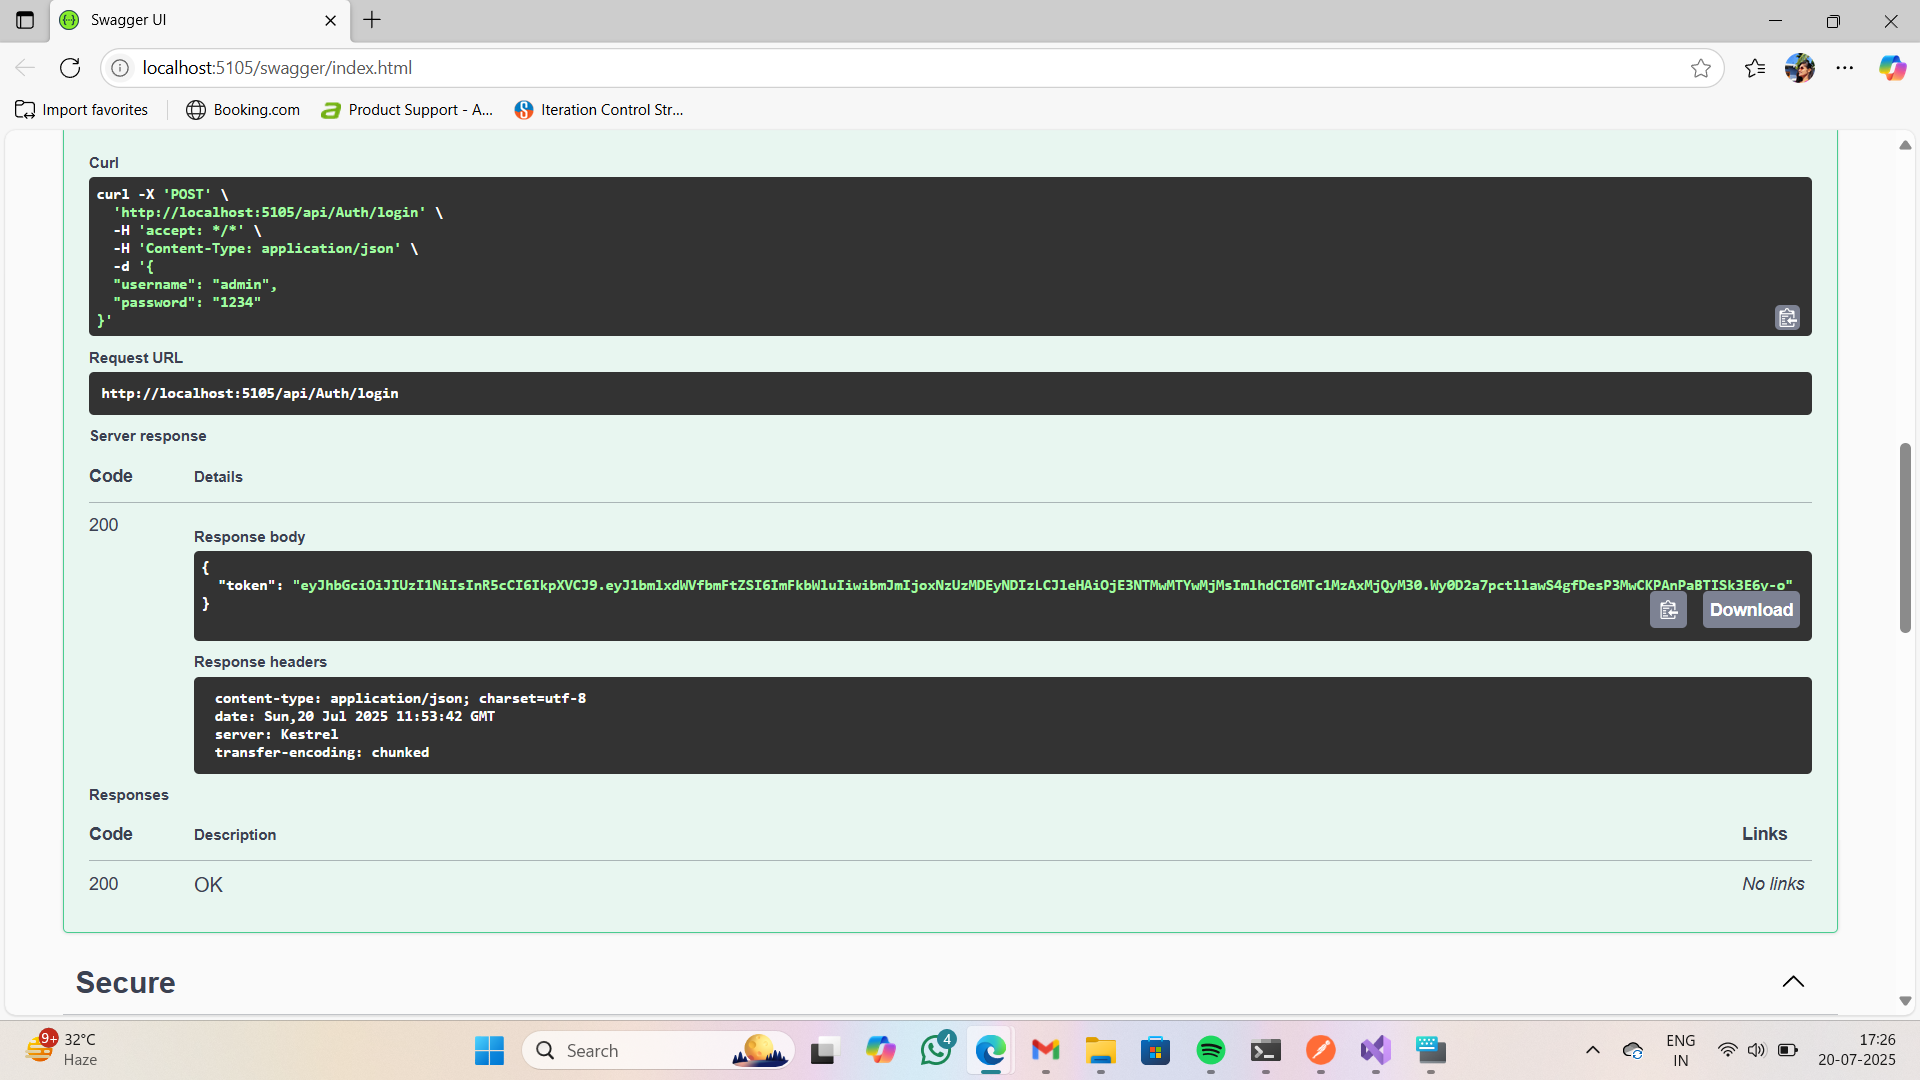 Swagger UI
localhost:5105/swagger/index.html
Import favorites
Booking.com
Product Support - A...
Iteration Control Str...
Curl
curl -X 'POST' \
'http://localhost:5105/api/Auth/login' \
-H 'accept: */*' \
-H 'Content-Type: application/json' \
-d '{
"username": "admin",
"password": "1234"
}'
Request URL
http://localhost:5105/api/Auth/login
Server response
Code Details
200
Response body
{
"token": "eyJhbGciOiJIUzI1NiIsInR5cCI6IkpXVCJ9.eyJ1bmlxdWVfbmFtZSI6ImFkbWluIiwibmJmIjoxNzUzMDEyNDIzLCJleHAiOjE3NTMwMTYwMjMsImlhdCI6MTc1MzAxMjQyM30.Wy0D2a7pctllawS4gfDesP3MwCKPAnPaBTISk3E6y-o"
}
Download
Response headers
content-type: application/json; charset=utf-8
date: Sun,20 Jul 2025 11:53:42 GMT
server: Kestrel
transfer-encoding: chunked
Responses
Code Description Links
200 OK No links
Secure
9+
32°C
Haze
Search
4
ENG
IN
17:26
20-07-2025